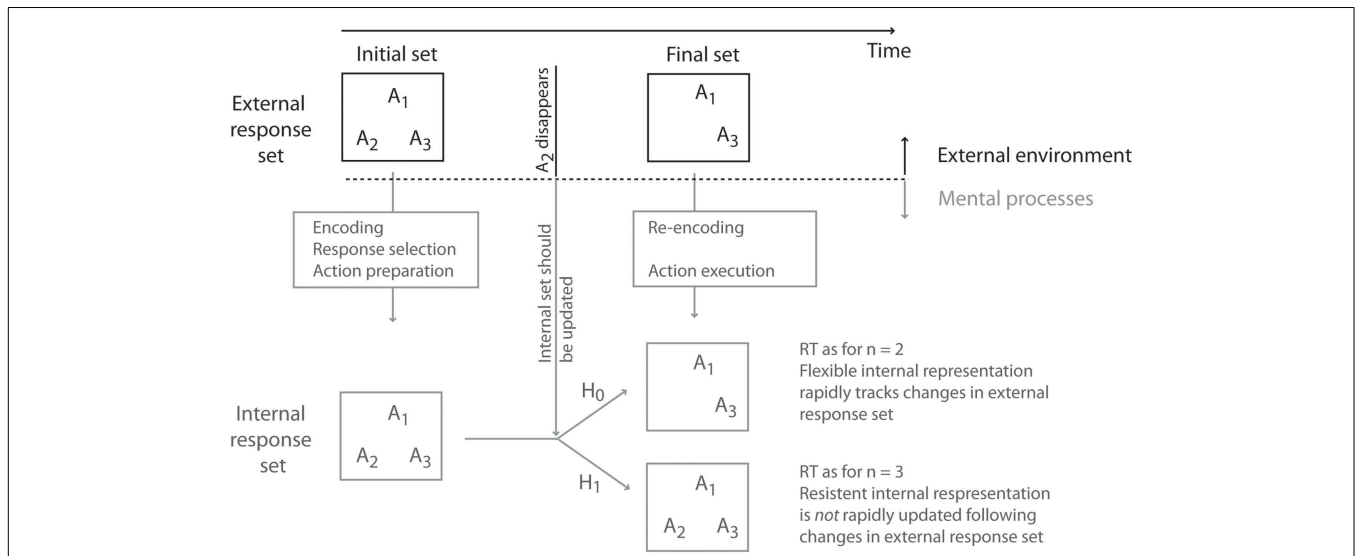 Time
Initial set
Final set
External
response
set
A1
A2 A3
A2 disappears
A1
A3
External environment
Mental processes
Encoding
Response selection
Action preparation
Internal set should
be updated
Re-encoding
Action execution
Internal
response
set
A1
A2 A3
H0
H1
A1
A3
RT as for n = 2
Flexible internal representation
rapidly tracks changes in external
response set
A1
A2 A3
RT as for n = 3
Resistent internal respresentation
is not rapidly updated following
changes in external response set